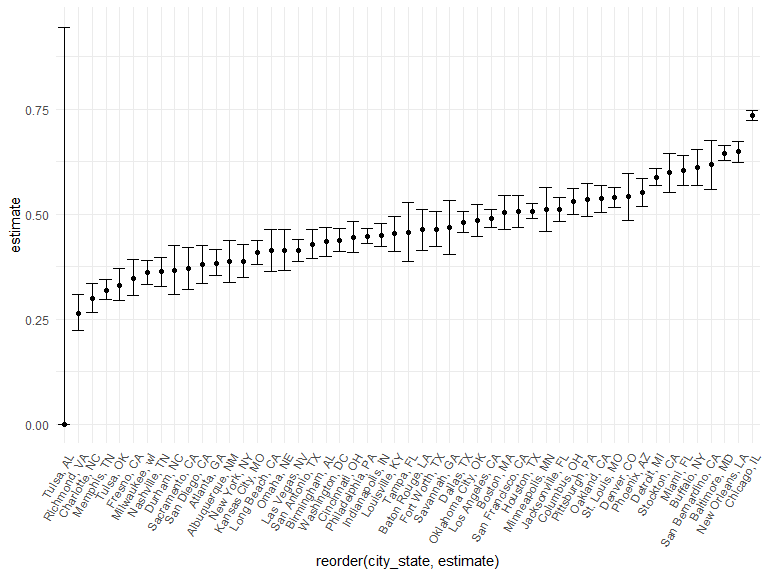 0.75
0.50
0.25
0.00
estimate
Tulsa, AL
Richmond, VA
Charlotte, NC
Memphis, TN
Tulsa, OK
Fresno, CA
Milwaukee, wI
Nashville, TN
Durham, NC
Sacramento, CA
San Diego, CA
Atlanta, GA
Albuquerque, NM
New York, NY
Kansas City, MO
Long Beach, CA
Omaha, NE
Las Vegas, NV
San Antonio, TX
Birmingham, AL
Washington, DC
Cincinnati, OH
Philadelphia, PA
Indianapolis, IN
Louisville, KY
Tampa, FL
Baton Rouge, LA
Fort Worth, TX
Savannah, GA
Dallas, TX
Oklahoma City, OK
Los Angeles, CA
Boston, MA
San Francisco, CA
Houston, TX
Minneapolis, MN
Jacksonville, FL
Columbus, OH
Pittsburgh, PA
Oakland, CA
St. Louis, MO
Denver, CO
Phoenix, AZ
Detroit, MI
Stockton, CA
Miami, FL
Buffalo, NY
San Bernardino, CA
Baltimore, MD
New Orleans, LA
Chicago, IL
reorder(city_state, estimate)